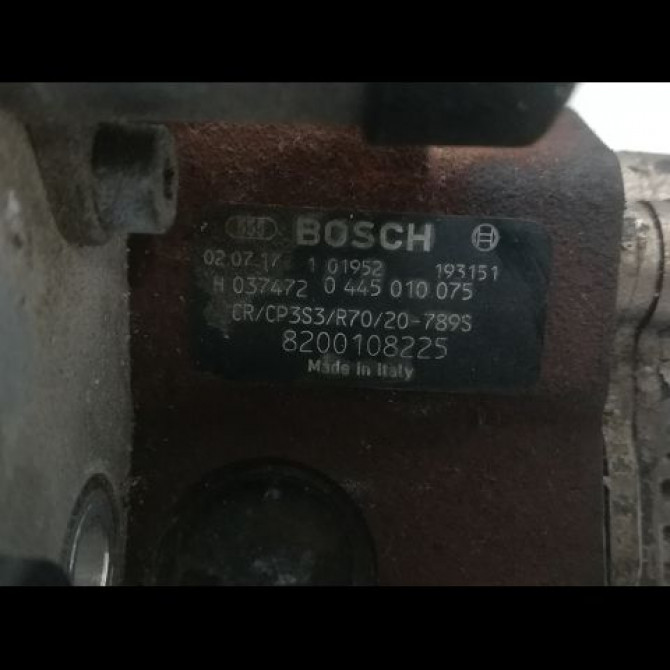 BOSCH
02.07.17 1 01952 193151
H 037472 0 445 010 075
CR/CP3S3/R70/20-789S
8200108225
Made in Italy